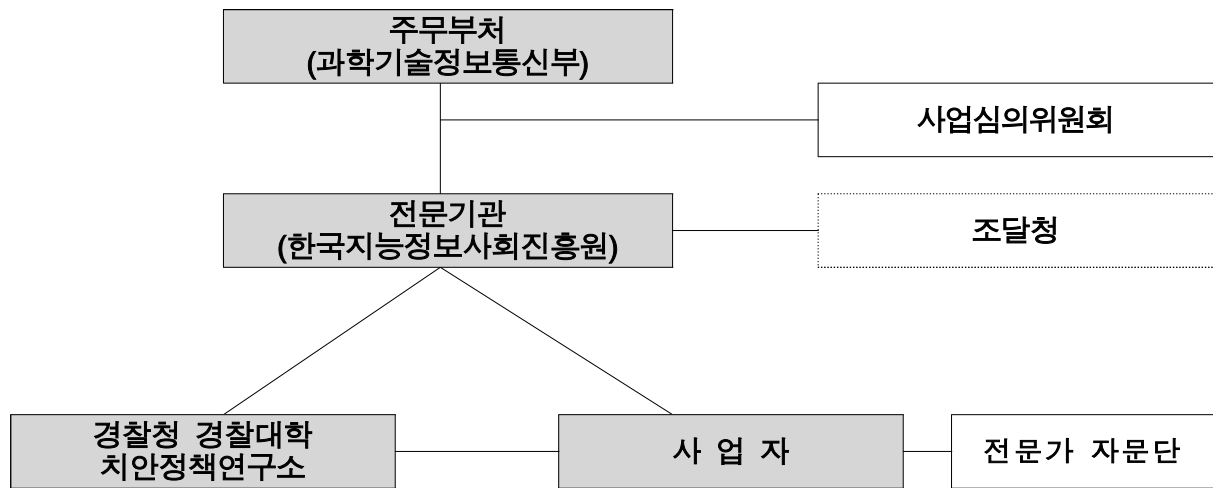 주무부처
(과학기술정보통신부)
사업심의위원회
전문기관
(한국지능정보사회진흥원)
조달청
경찰청 경찰대학
치안정책연구소
사 업 자
전문가 자문단